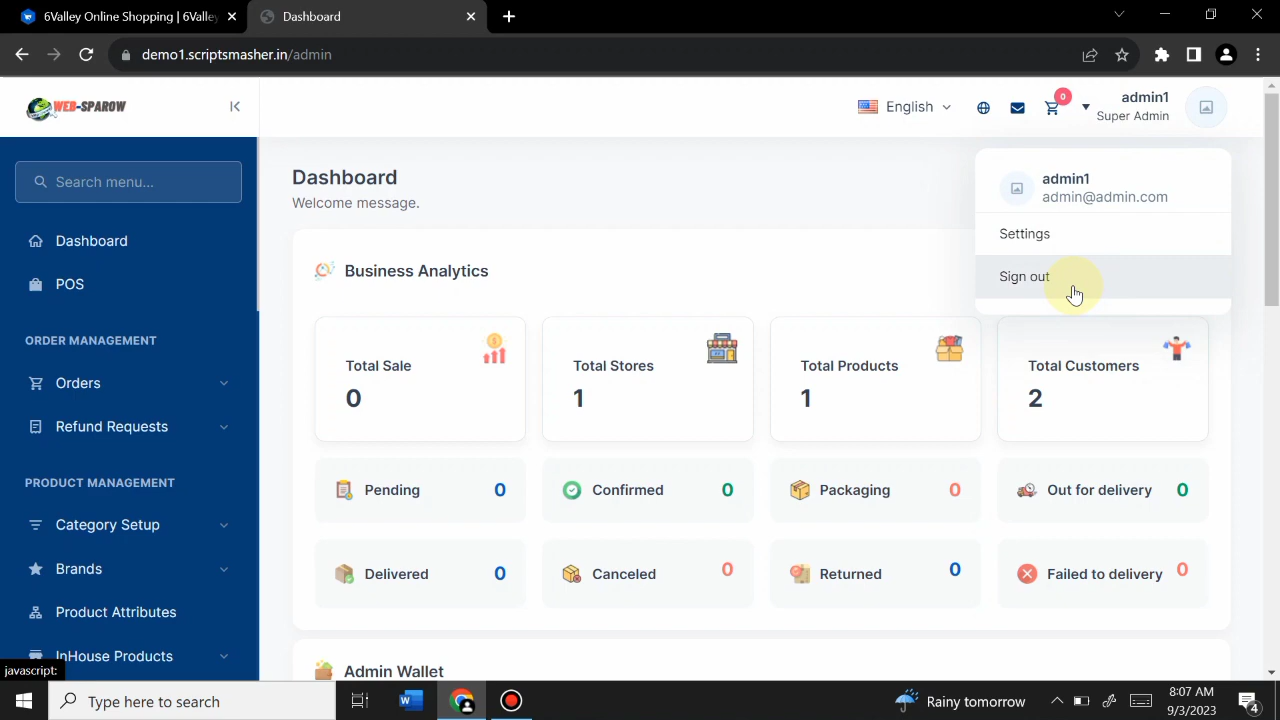 6Valley Online Shopping | 6Valley
Dashboard
demo1.scriptsmasher.in/admin
WEB-SPAROW
English
0
admin1
Super Admin
Search menu...
Dashboard
POS
ORDER MANAGEMENT
Orders
Refund Requests
PRODUCT MANAGEMENT
Category Setup
Brands
Product Attributes
InHouse Products
javascript:
Dashboard
Welcome message.
admin1
admin@admin.com
Settings
Sign out
Business Analytics
Total Sale
0
Total Stores
1
Total Products
1
Total Customers
2
Pending 0
Confirmed 0
Packaging 0
Out for delivery 0
Delivered 0
Canceled 0
Returned 0
Failed to delivery 0
Admin Wallet
Type here to search
W
Rainy tomorrow
8:07 AM
9/3/2023
4